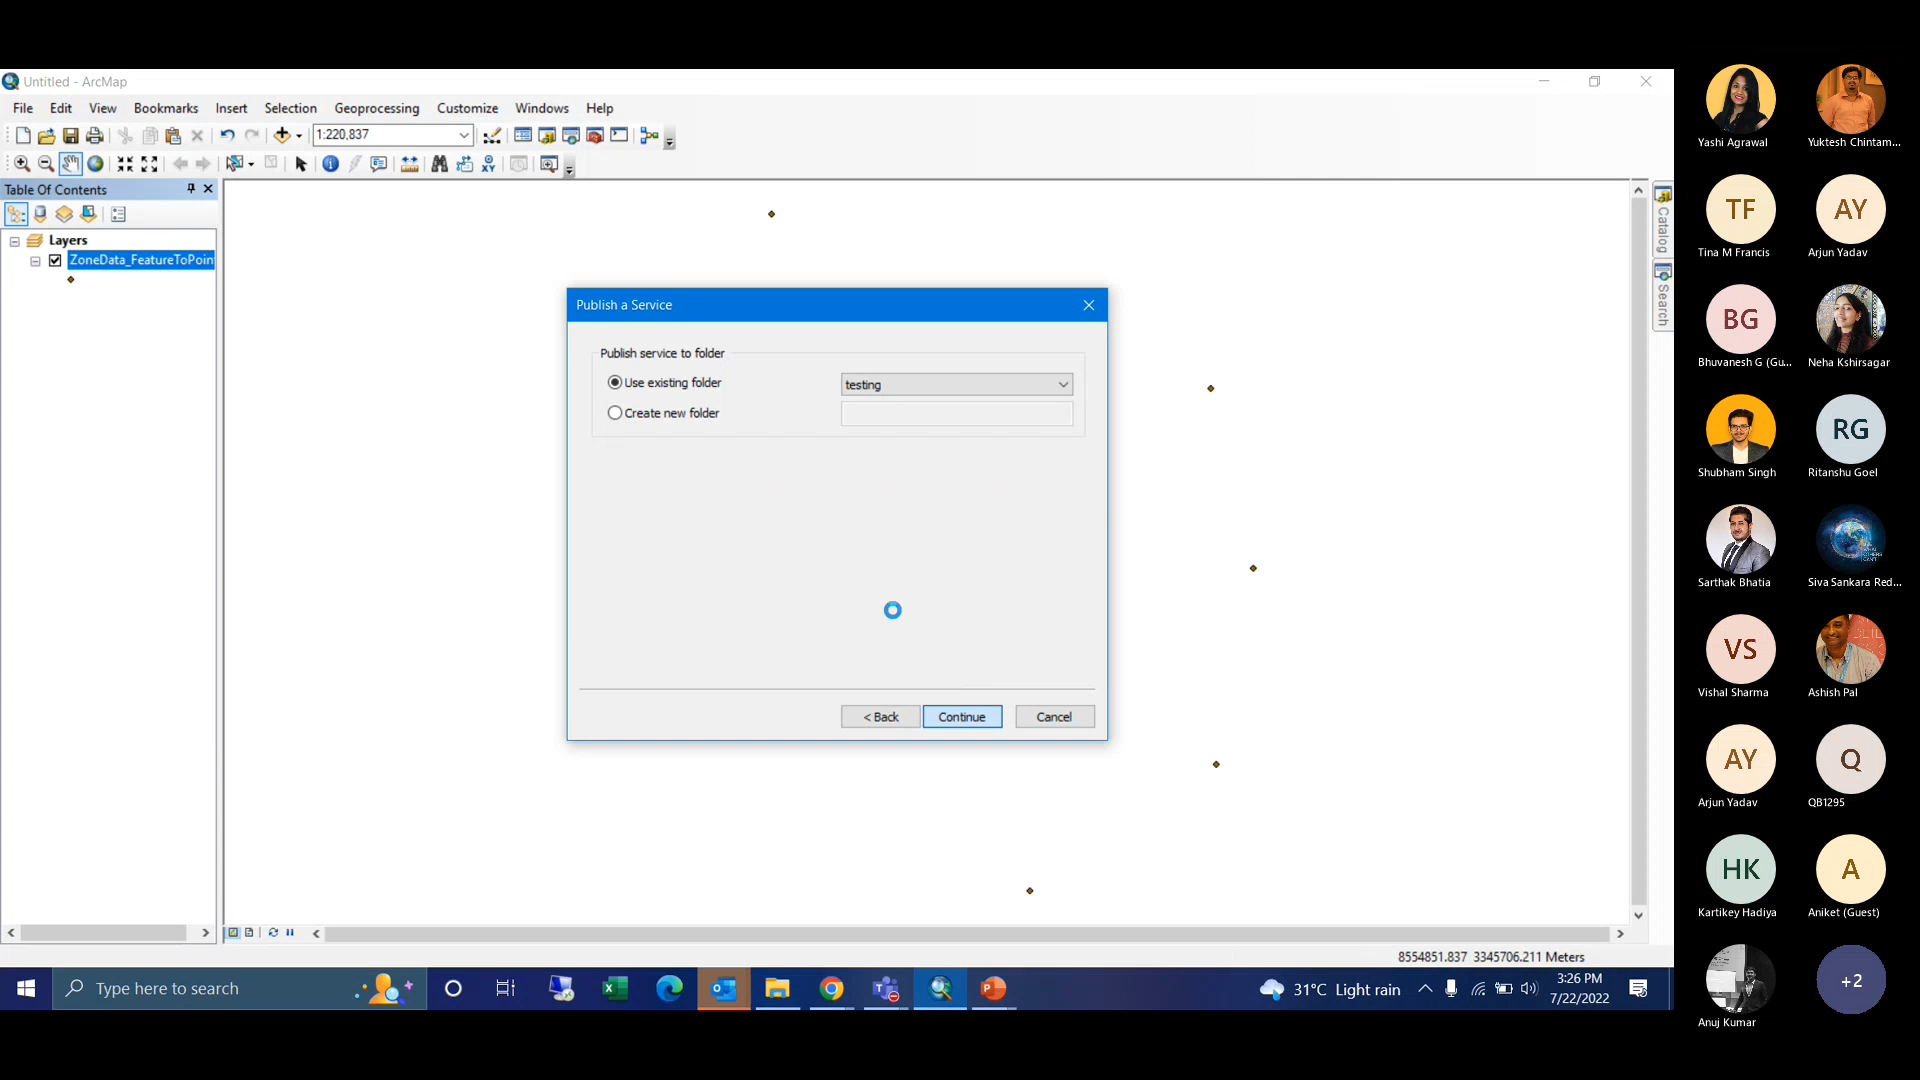 Untitled - ArcMap
File Edit View Bookmarks Insert Selection Geoprocessing Customize Windows Help
1:220,837
Table Of Contents
Layers
ZoneData_FeatureToPoin
Catalog
Search
Publish a Service
Publish service to folder
Use existing folder
testing
Create new folder
< Back
Continue
Cancel
8554851.837 3345706.211 Meters
Type here to search
31°C Light rain
3:26 PM
7/22/2022
Yashi Agrawal
Yuktesh Chintam...
TF
AY
Tina M Francis
Arjun Yadav
BG
Bhuvanesh G (Gu...
Neha Kshirsagar
RG
Shubham Singh
Ritanshu Goel
Sarthak Bhatia
Siva Sankara Red...
VS
Vishal Sharma
Ashish Pal
AY
Q
Arjun Yadav
QB1295
HK
A
Kartikey Hadiya
Aniket (Guest)
+2
Anuj Kumar